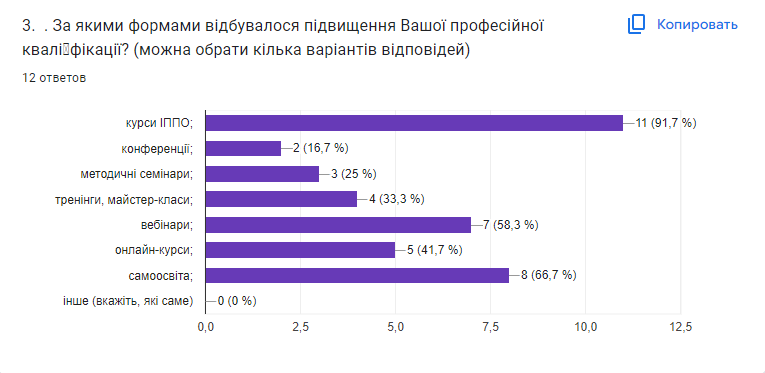 3.  . За якими формами відбувалося підвищення Вашої професійної
квалі▯фікації? (можна обрати кілька варіантів відповідей)
Копировать
12 ответов
курси ІППО; 11 (91,7 %)
конференції; 2 (16,7 %)
методичні семінари; 3 (25 %)
тренінги, майстер-класи; 4 (33,3 %)
вебінари; 7 (58,3 %)
онлайн-курси; 5 (41,7 %)
самоосвіта; 8 (66,7 %)
інше (вкажіть, які саме) 0 (0 %)
0,0 2,5 5,0 7,5 10,0 12,5